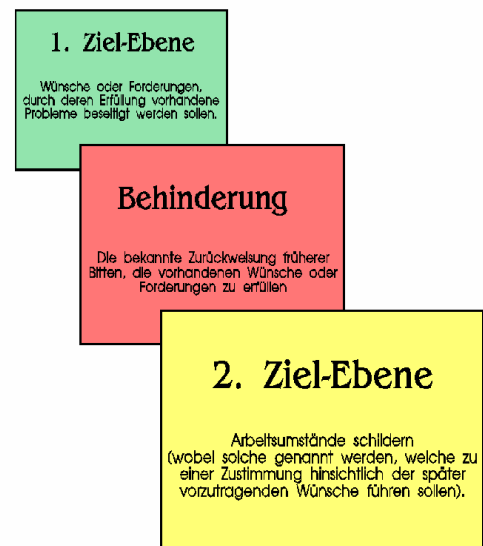 1. Ziel-Ebene
Wünsche oder Forderungen,
durch deren Erfüllung vorhandene
Probleme beseitigt werden sollen.
Behinderung
Die bekannte Zurückweisung früherer
Bitten, die vorhandenen Wünsche oder
Forderungen zu erfüllen
2. Ziel-Ebene
Arbeitsumstände schildern
(wobei solche genannt werden, welche zu
einer Zustimmung hinsichtlich der später
vorzutragenden Wünsche führen sollen).